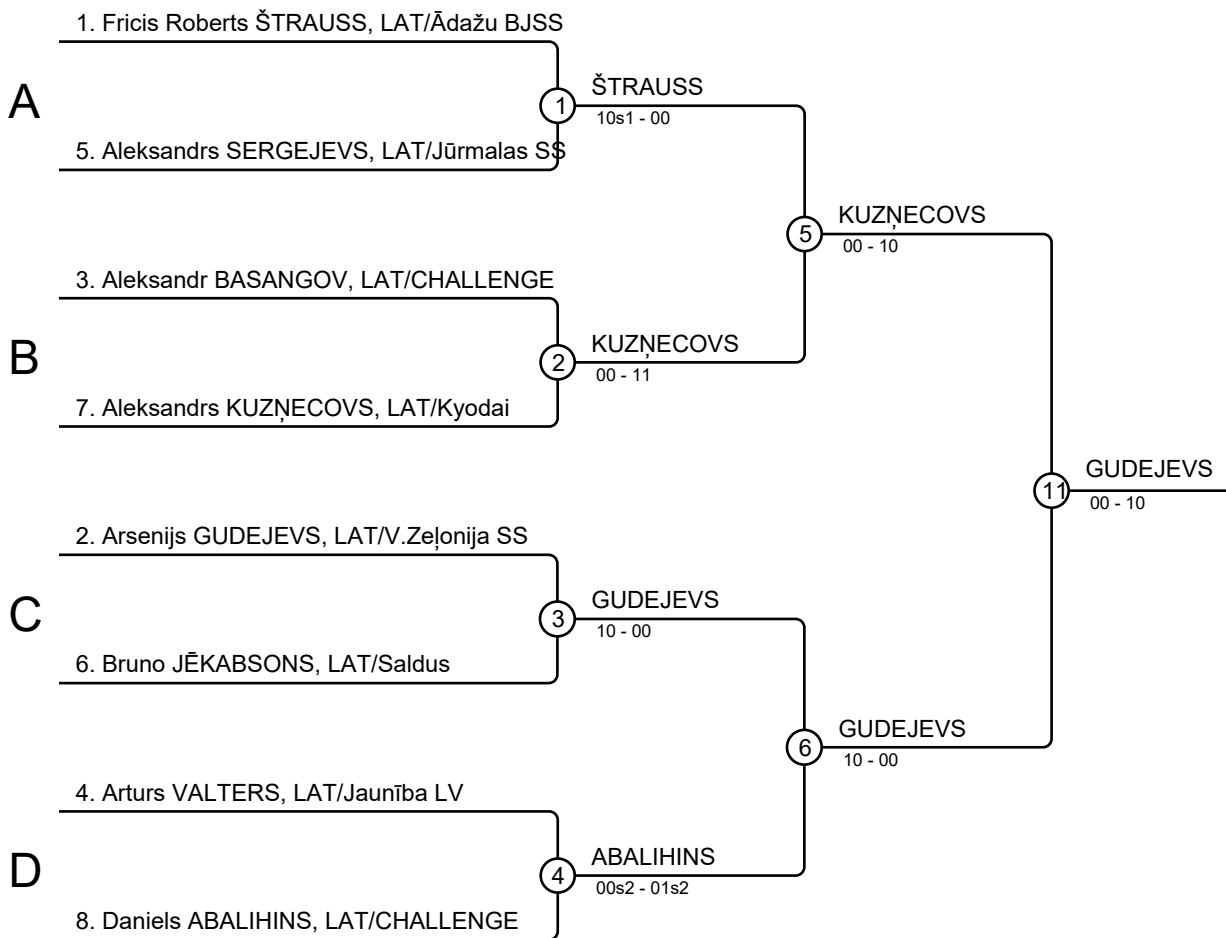 1. Fricis Roberts ŠTRAUSS, LAT/Ādažu BJSS
A
1
ŠTRAUSS
10s1 - 00
5. Aleksandrs SERGEJEVS, LAT/Jūrmalas SS
5
KUZŅECOVS
00 - 10
3. Aleksandr BASANGOV, LAT/CHALLENGE
B
2
KUZŅECOVS
00 - 11
7. Aleksandrs KUZŅECOVS, LAT/Kyodai
11
GUDEJEVS
00 - 10
2. Arsenijs GUDEJEVS, LAT/V.Zeļonija SS
C
3
GUDEJEVS
10 - 00
6. Bruno JĒKABSONS, LAT/Saldus
6
GUDEJEVS
10 - 00
4. Arturs VALTERS, LAT/Jaunība LV
D
4
ABALIHINS
00s2 - 01s2
8. Daniels ABALIHINS, LAT/CHALLENGE